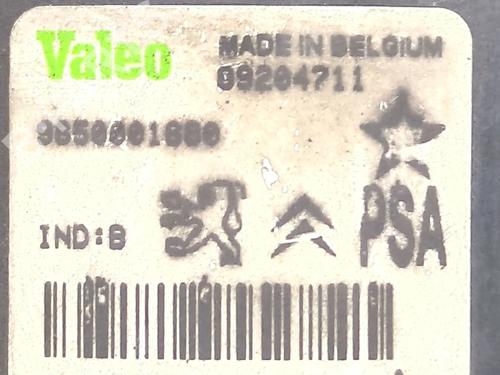 Valeo
MADE IN BELGIUM
09204711
9650001680
IND:B
PSA